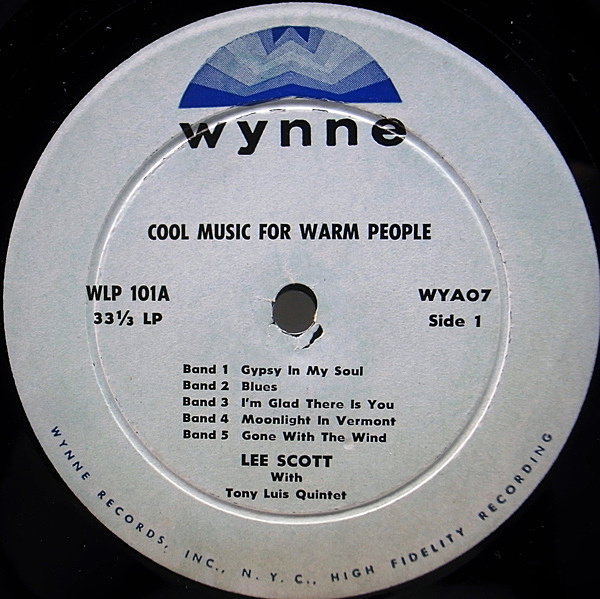 wynne
COOL MUSIC FOR WARM PEOPLE
WLP 101A
33⅓ LP
WYA07
Side 1
Band 1 Gypsy In My Soul
Band 2 Blues
Band 3 I'm Glad There Is You
Band 4 Moonlight In Vermont
Band 5 Gone With The Wind
LEE SCOTT
With
Tony Luis Quintet
WYNNE RECORDS, INC., N. Y. C., HIGH FIDELITY RECORDING